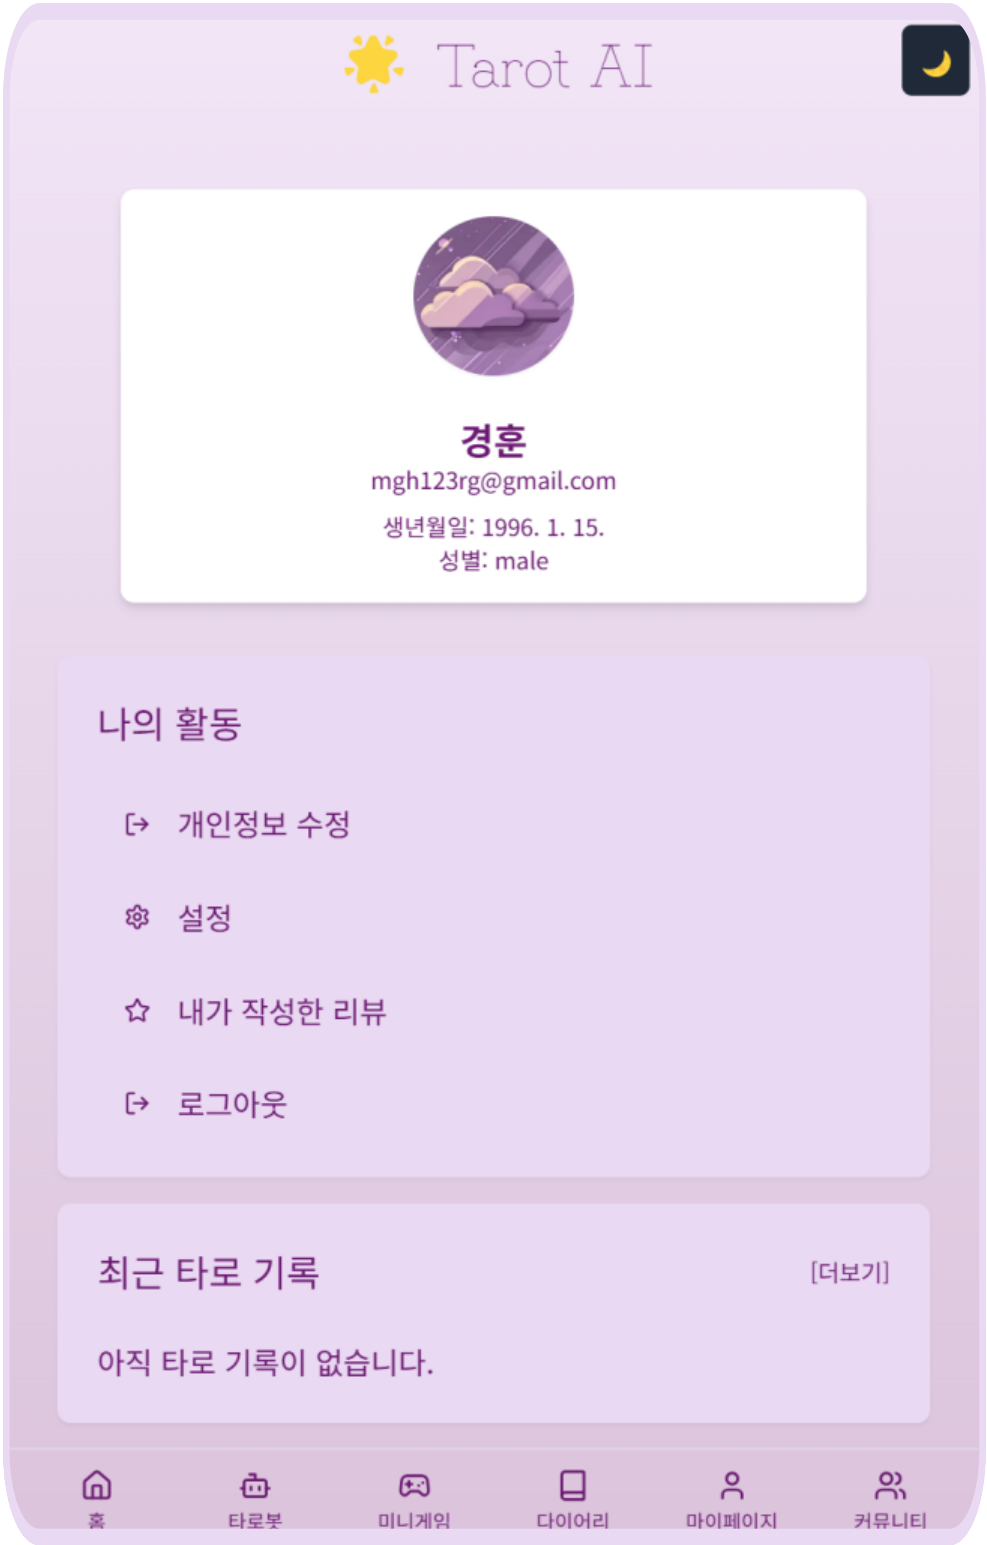 Tarot AI
경훈
mgh123rg@gmail.com
생년월일: 1996. 1. 15.
성별: male
나의 활동
개인정보 수정
설정
내가 작성한 리뷰
로그아웃
최근 타로 기록 [더보기]
아직 타로 기록이 없습니다.
홈 타로봇 미니게임 다이어리 마이페이지 커뮤니티